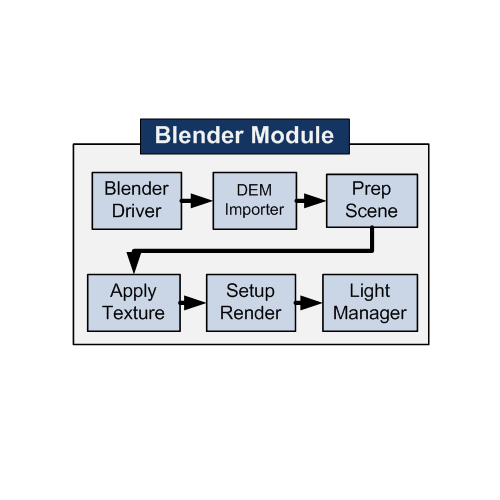 Blender Module
Blender
Driver
DEM
Importer
Prep
Scene
Apply
Texture
Setup
Render
Light
Manager